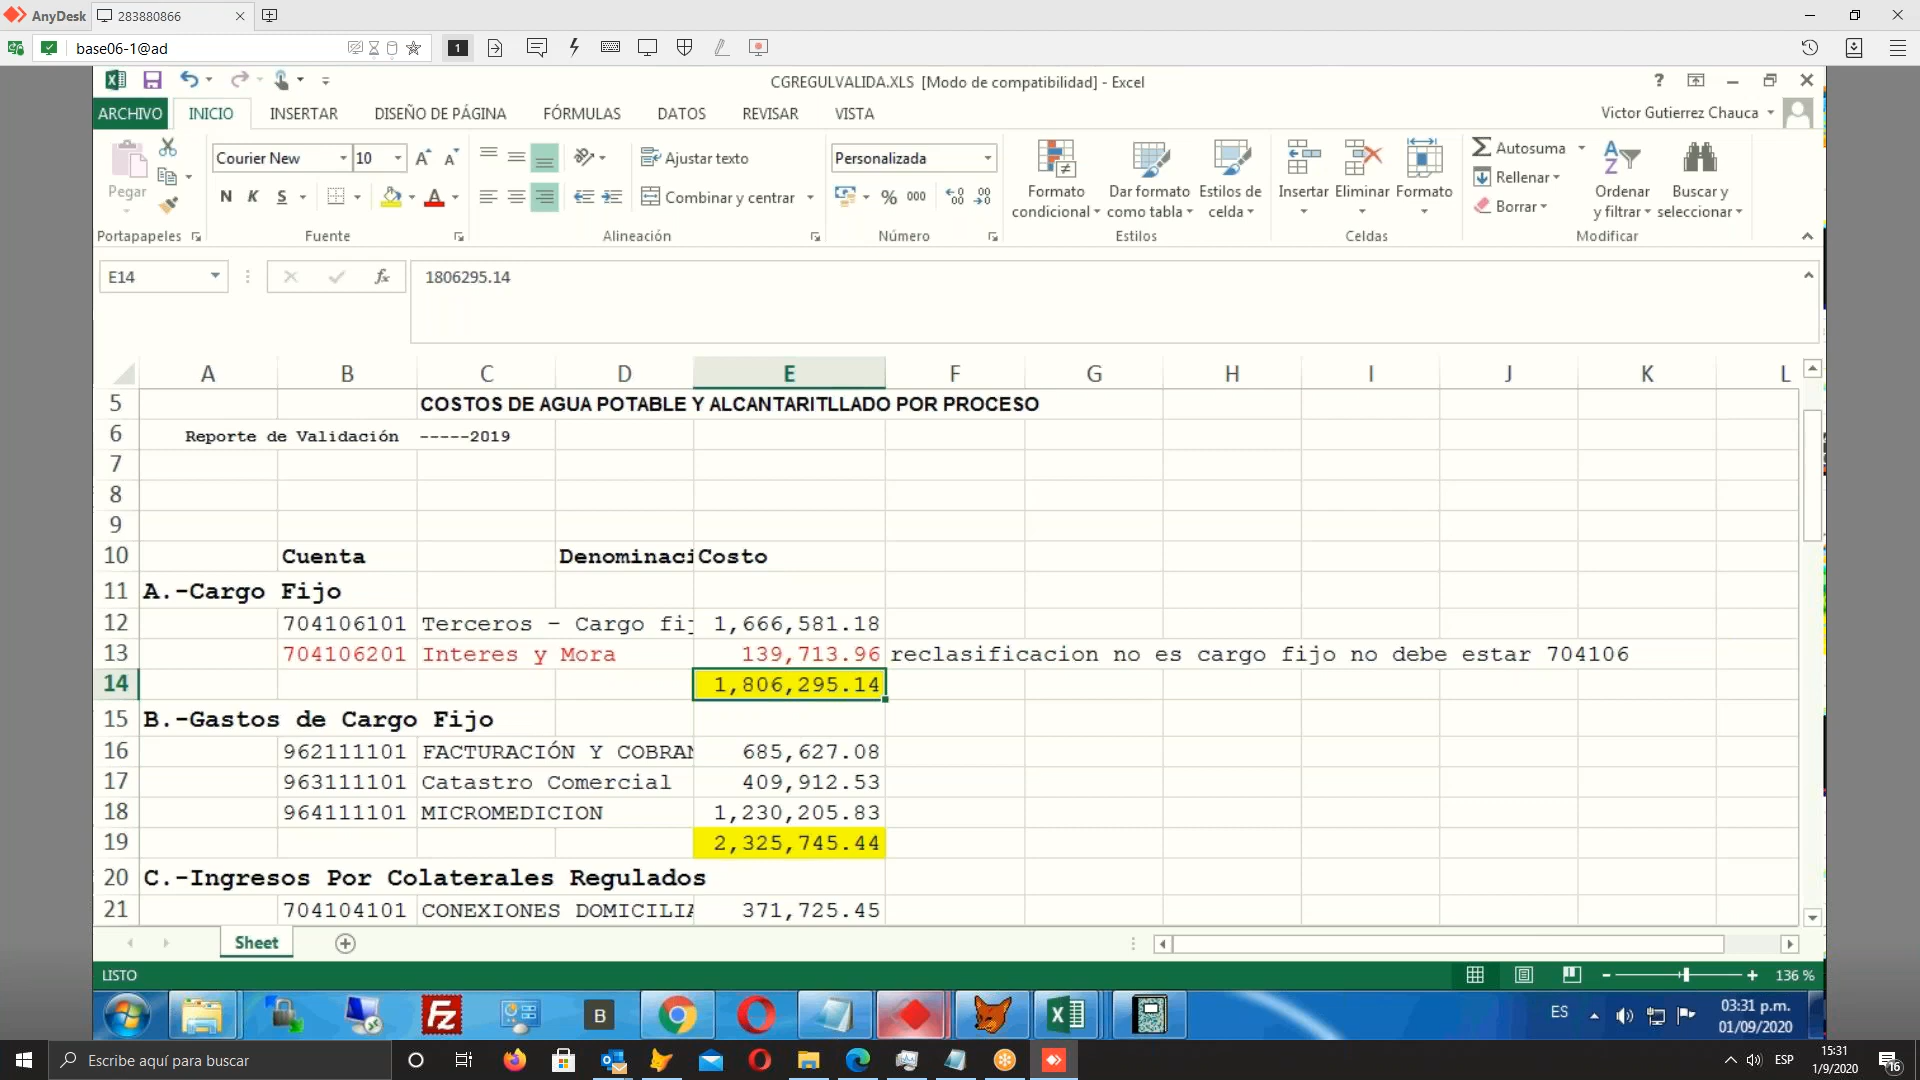 AnyDesk 283880866
base06-1@ad 1
CGREGULVALIDA.XLS [Modo de compatibilidad] - Excel
ARCHIVO INICIO INSERTAR DISEÑO DE PÁGINA FÓRMULAS DATOS REVISAR VISTA Victor Gutierrez Chauca
Pegar
Courier New 10
N K S
Ajustar texto
Combinar y centrar
Personalizada
% 000
Formato condicional
Dar formato como tabla
Estilos de celda
Insertar Eliminar Formato
Autosuma
Rellenar
Borrar
Ordenar y filtrar
Buscar y seleccionar
Portapapeles Fuente Alineación Número Estilos Celdas Modificar
E14 fx 1806295.14
A B C D E F G H I J K L
5 COSTOS DE AGUA POTABLE Y ALCANTARITLLADO POR PROCESO
6 Reporte de Validación -----2019
7
8
9
10 Cuenta Denominaci Costo
11 A.-Cargo Fijo
12 704106101 Terceros - Cargo fij 1,666,581.18
13 704106201 Interes y Mora 139,713.96 reclasificacion no es cargo fijo no debe estar 704106
14 1,806,295.14
15 B.-Gastos de Cargo Fijo
16 962111101 FACTURACIÓN Y COBRAN 685,627.08
17 963111101 Catastro Comercial 409,912.53
18 964111101 MICROMEDICION 1,230,205.83
19 2,325,745.44
20 C.-Ingresos Por Colaterales Regulados
21 704104101 CONEXIONES DOMICILIA 371,725.45
Sheet
LISTO 136 %
ES 03:31 p.m.
01/09/2020
Escribe aquí para buscar
ESP 15:31
1/9/2020 16